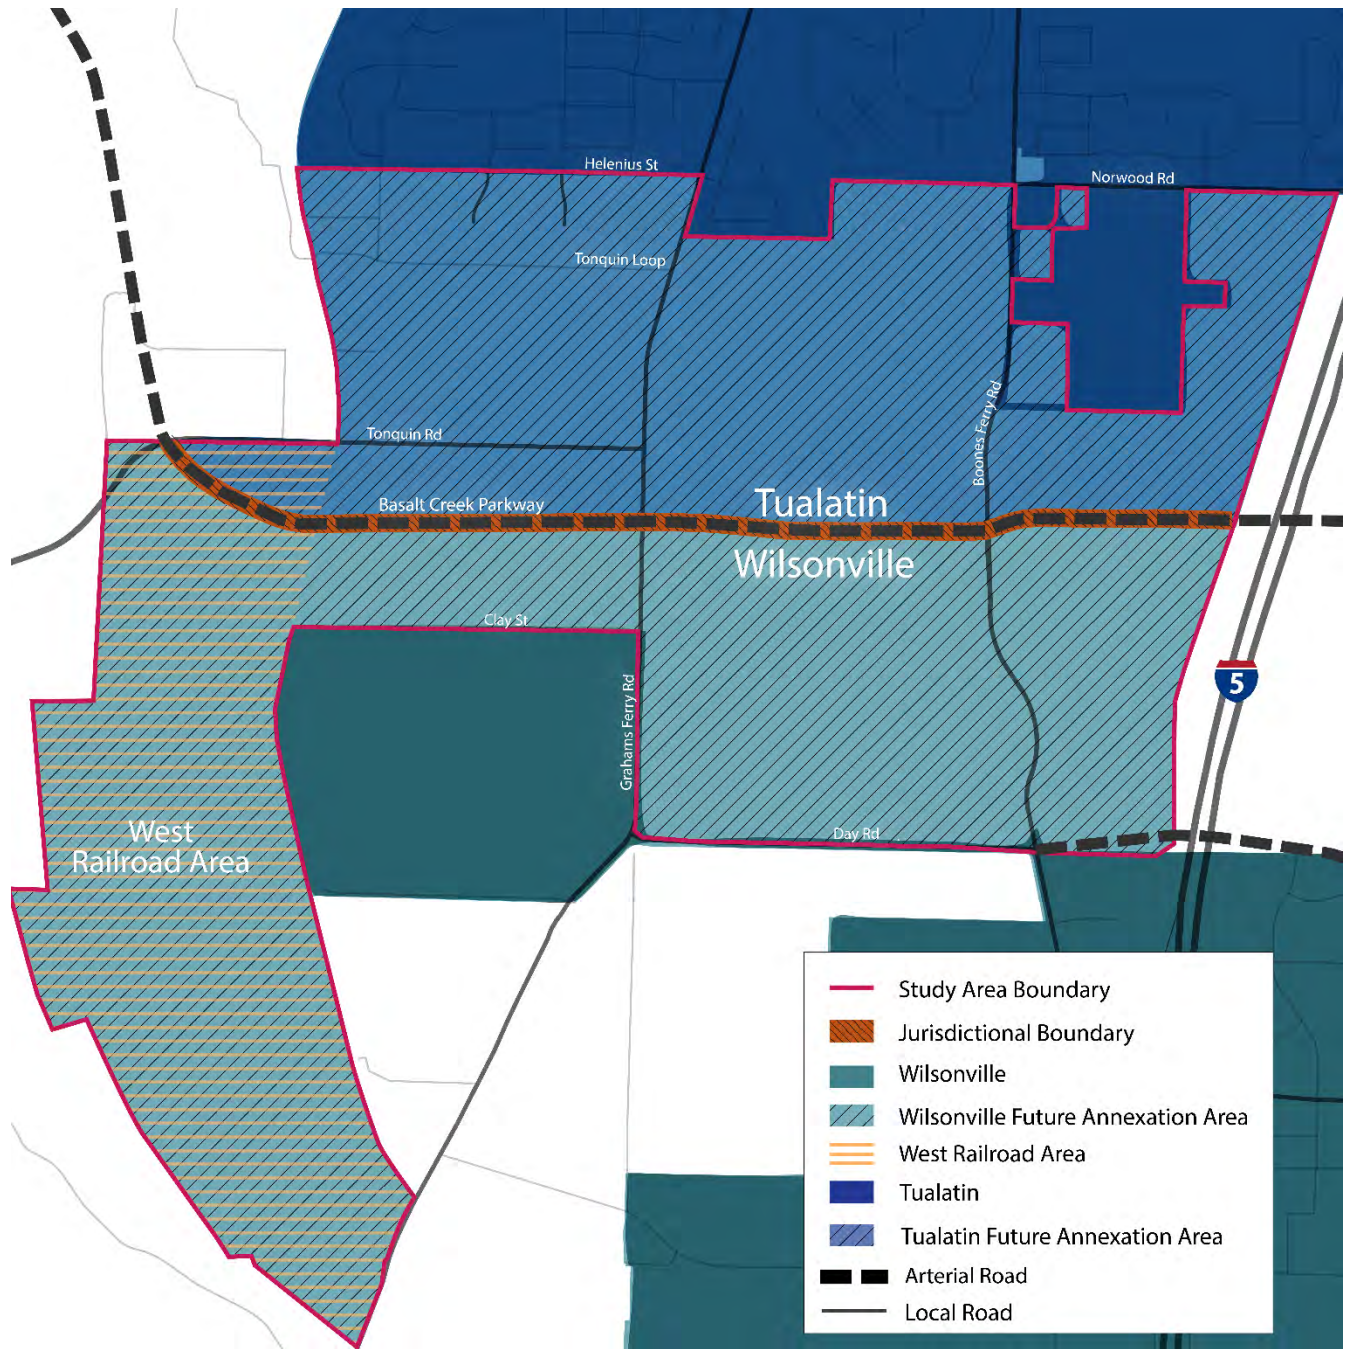 Helenius St
Norwood Rd
Tonquin Loop
Boones Ferry Rd
Tonquin Rd
Basalt Creek Parkway
Tualatin
Wilsonville
Clay St
Grahams Ferry Rd
5
West
Railroad Area
Day Rd
Study Area Boundary
Jurisdictional Boundary
Wilsonville
Wilsonville Future Annexation Area
West Railroad Area
Tualatin
Tualatin Future Annexation Area
Arterial Road
Local Road